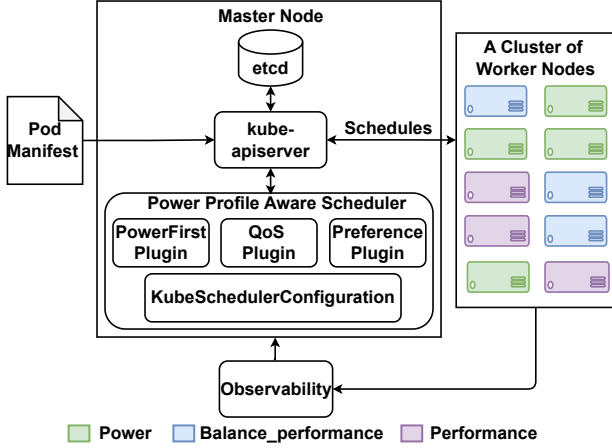 Master Node
etcd
kube-
apiserver
Schedules
Pod
Manifest
A Cluster of
Worker Nodes
Power Profile Aware Scheduler
PowerFirst
Plugin
QoS
Plugin
Preference
Plugin
KubeSchedulerConfiguration
Observability
Power
Balance_performance
Performance